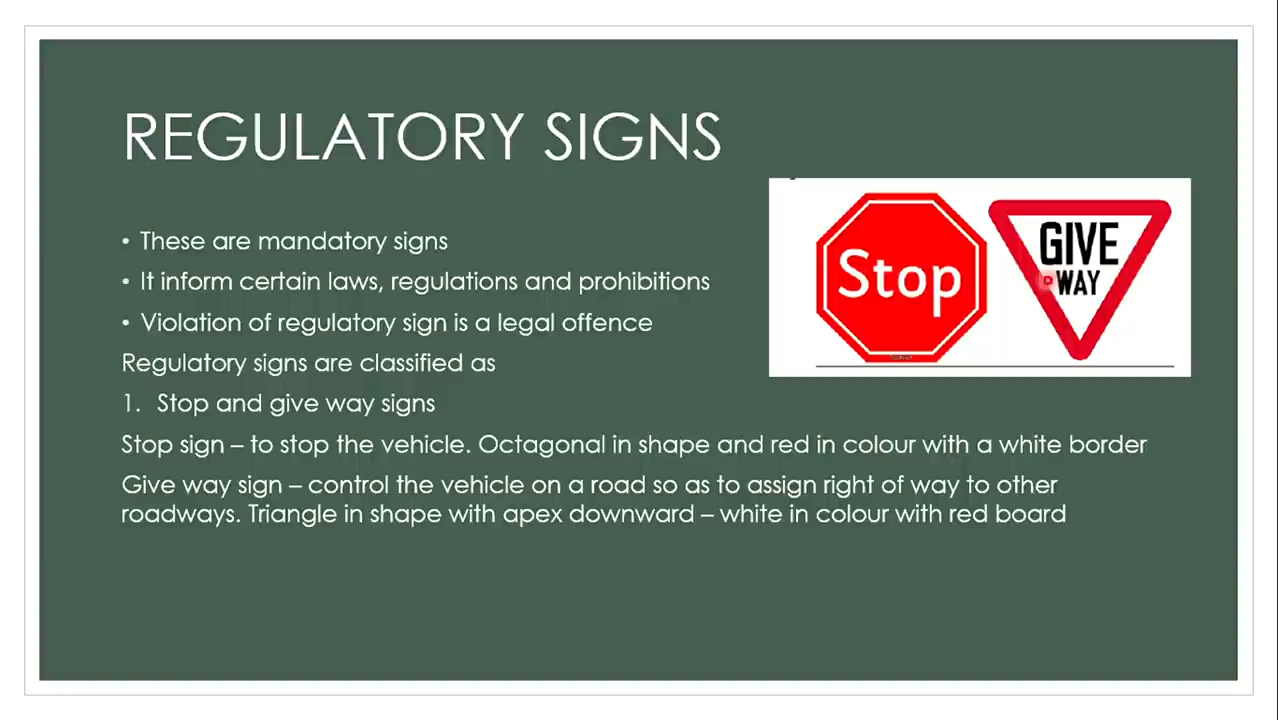 REGULATORY SIGNS
• These are mandatory signs
• It inform certain laws, regulations and prohibitions
• Violation of regulatory sign is a legal offence
Regulatory signs are classified as
1. Stop and give way signs
Stop sign – to stop the vehicle. Octagonal in shape and red in colour with a white border
Give way sign – control the vehicle on a road so as to assign right of way to other
roadways. Triangle in shape with apex downward – white in colour with red board
Stop
GIVE
WAY